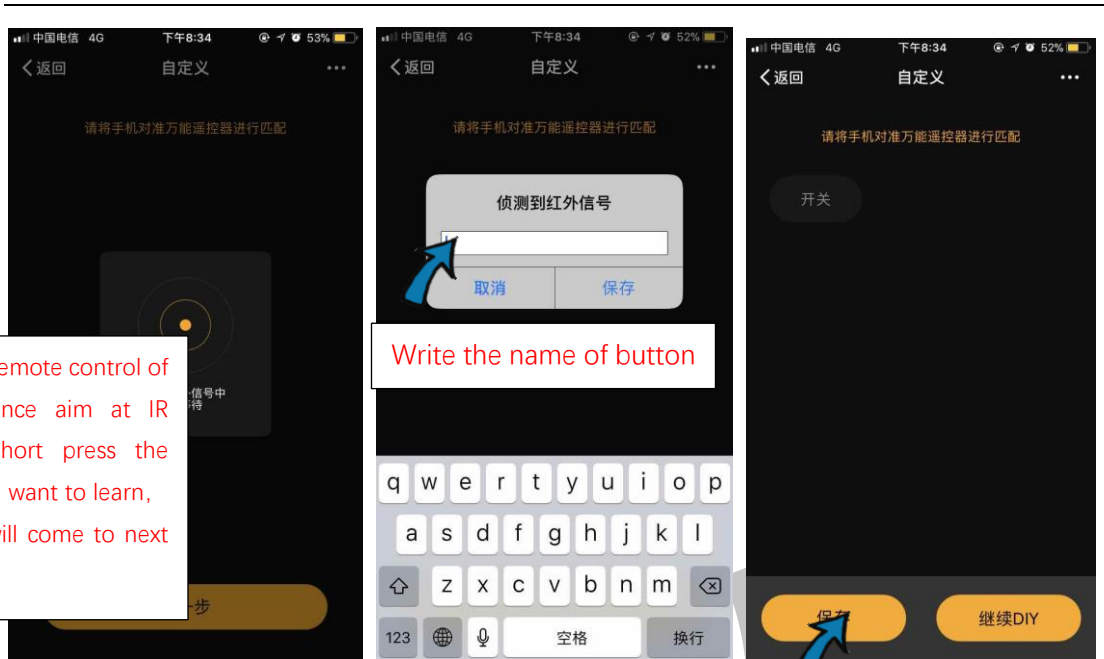 中国电信 4G 下午8:34 53%
返回 自定义 •••
请将手机对准万能遥控器进行匹配
信号中
待
emote control of
nce aim at IR
hort press the
want to learn,
ill come to next
步
中国电信 4G 下午8:34 52%
返回 自定义 •••
请将手机对准万能遥控器进行匹配
侦测到红外信号
取消 保存
Write the name of button
q w e r t y u i o p
a s d f g h j k l
z x c v b n m
123 空格 换行
中国电信 4G 下午8:34 52%
返回 自定义 •••
请将手机对准万能遥控器进行匹配
开关
保存 继续DIY